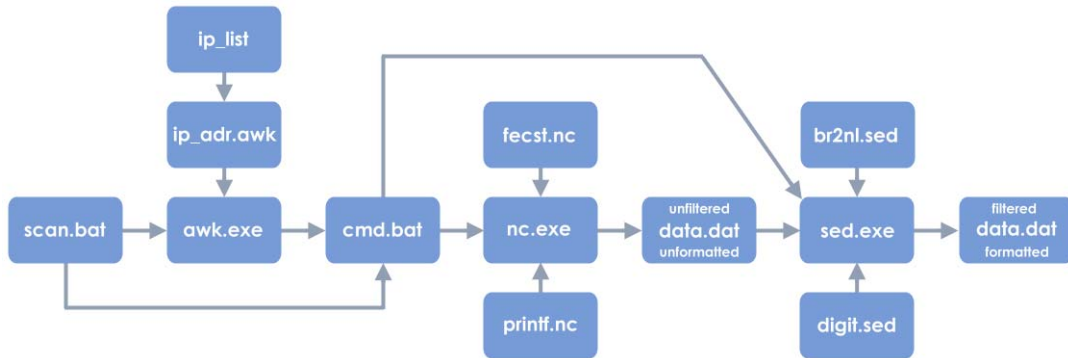 ip_list
ip_adr.awk
fecst.nc
br2nl.sed
scan.bat
awk.exe
cmd.bat
nc.exe
unfiltered
data.dat
unformatted
sed.exe
filtered
data.dat
formatted
printf.nc
digit.sed